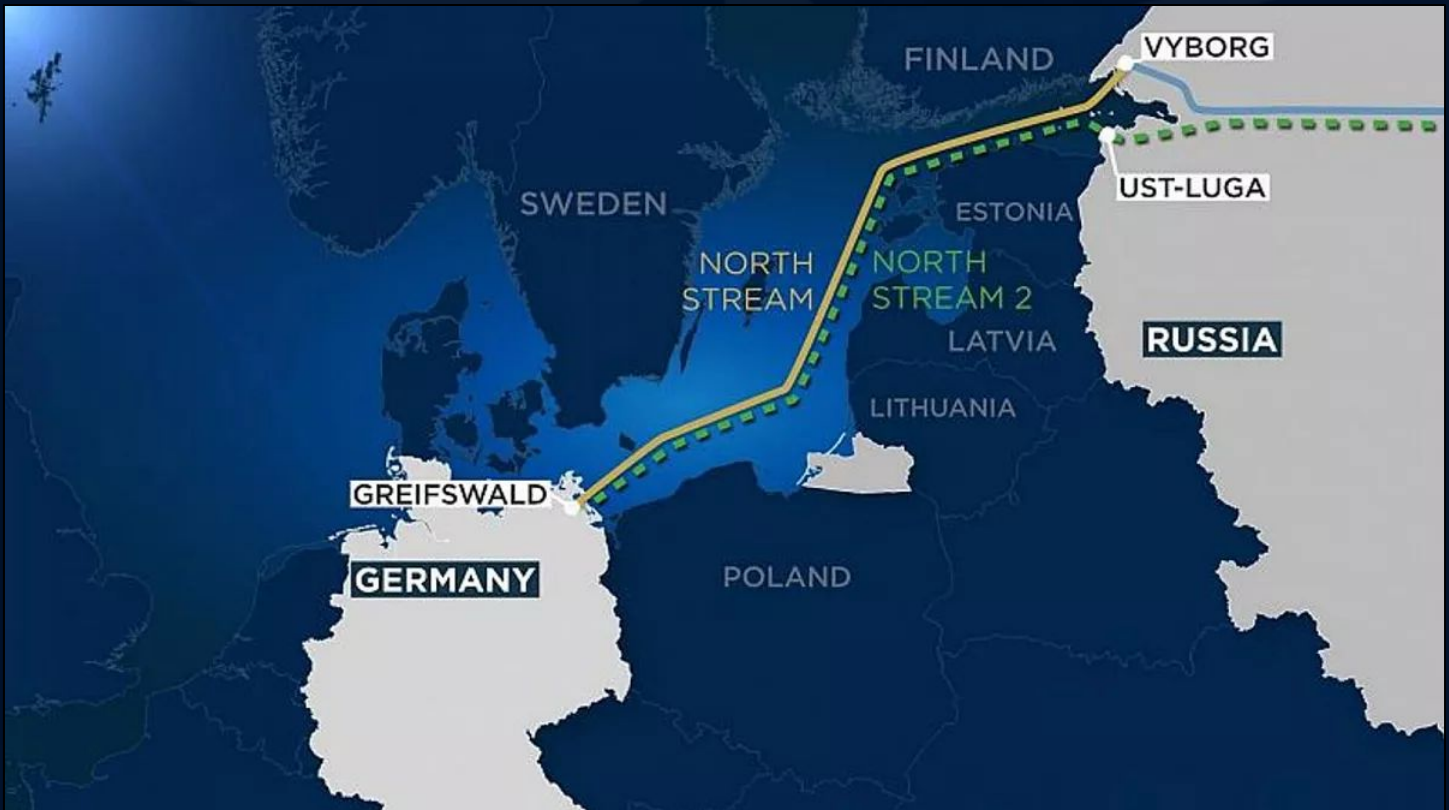 FINLAND
VYBORG
UST-LUGA
SWEDEN
ESTONIA
NORTH
STREAM
NORTH
STREAM 2
LATVIA
RUSSIA
LITHUANIA
GREIFSWALD
GERMANY
POLAND